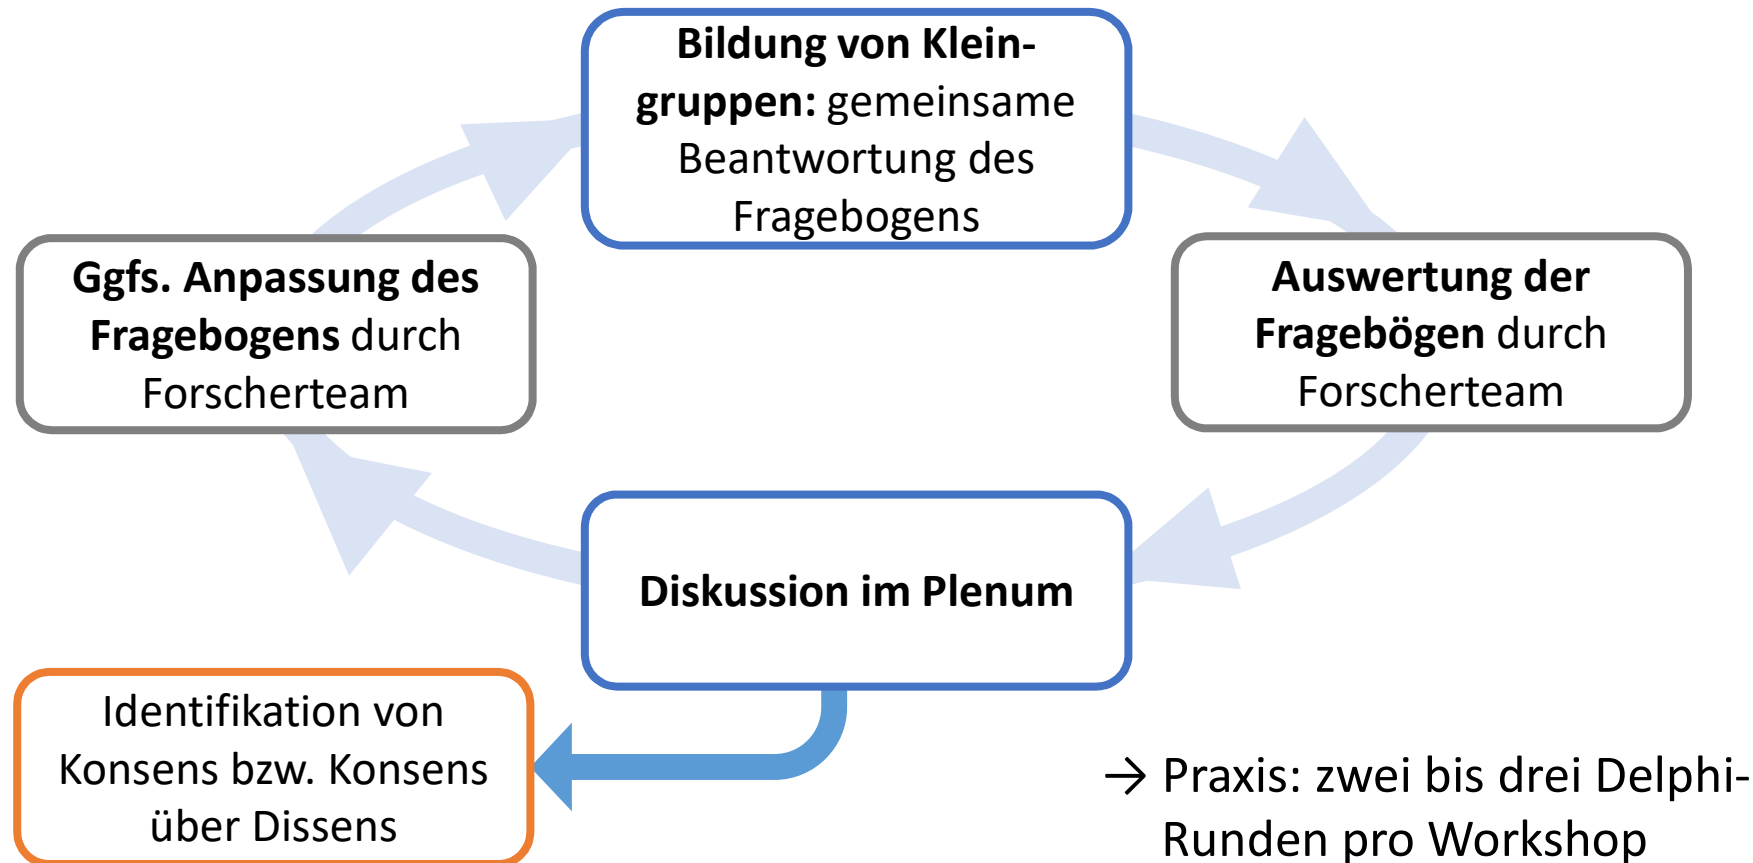 Bildung von Klein-
gruppen: gemeinsame
Beantwortung des
Fragebogens
Ggfs. Anpassung des
Fragebogens durch
Forscherteam
Auswertung der
Fragebögen durch
Forscherteam
Diskussion im Plenum
Identifikation von
Konsens bzw. Konsens
über Dissens
→ Praxis: zwei bis drei Delphi-
Runden pro Workshop